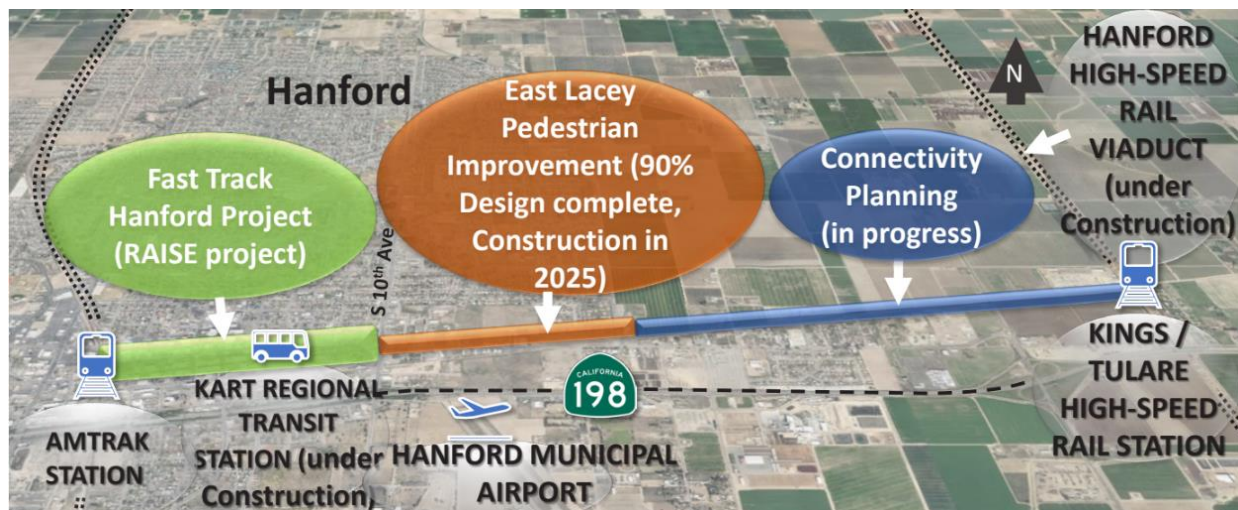 Hanford
Fast Track
Hanford Project
(RAISE project)
S 10th Ave
East Lacey
Pedestrian
Improvement (90%
Design complete,
Construction in
2025)
Connectivity
Planning
(in progress)
N
HANFORD
HIGH-SPEED
RAIL
VIADUCT
(under
Construction)
AMTRAK
STATION
KART REGIONAL
TRANSIT
STATION (under
Construction,
HANFORD MUNICIPAL
AIRPORT
CALIFORNIA
198
KINGS /
TULARE
HIGH-SPEED
RAIL STATION